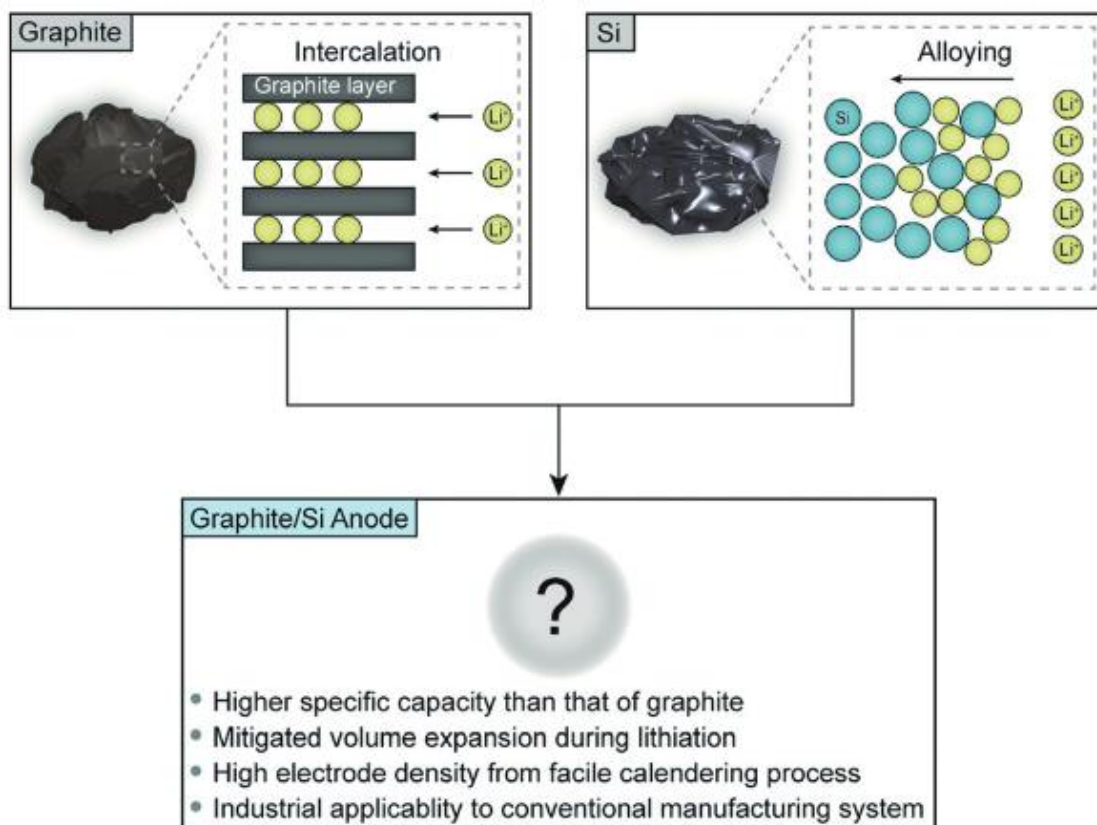 Graphite
Intercalation
Graphite layer
Li⁺
Li⁺
Li⁺
Si
Alloying
Si
Li⁺
Li⁺
Li⁺
Li⁺
Li⁺
Graphite/Si Anode
?
• Higher specific capacity than that of graphite
• Mitigated volume expansion during lithiation
• High electrode density from facile calendering process
• Industrial applicablity to conventional manufacturing system